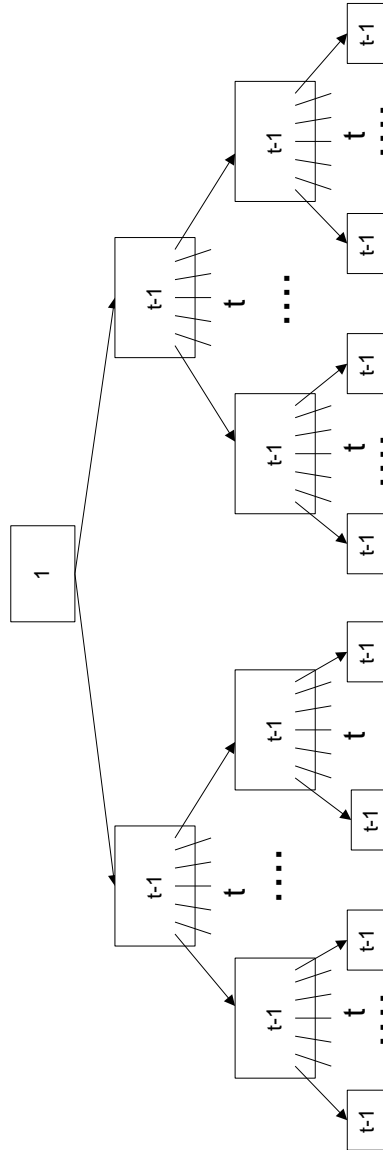 1
t-1 t-1
t t
t-1 .... t-1 t-1 .... t-1
t-1 t t-1 t-1 t t-1 t-1 t t-1 t-1 t t-1
.... .... ....